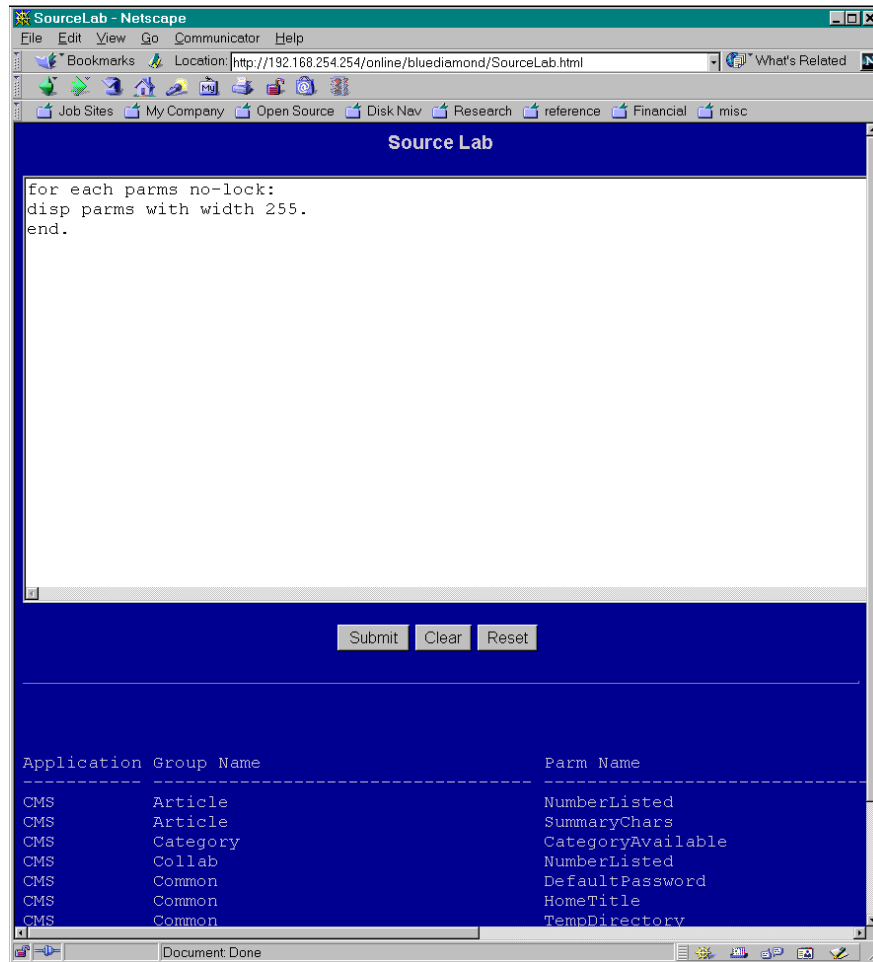 SourceLab - Netscape
File Edit View Go Communicator Help
Bookmarks Location: http://192.168.254.254/online/bluediamond/SourceLab.html What's Related N
My
Job Sites My Company Open Source Disk Nav Research reference Financial misc
Source Lab
for each parms no-lock:
disp parms with width 255.
end.
Submit Clear Reset
Application Group Name Parm Name
----------- ----------------------------------- ------------------------------
CMS Article NumberListed
CMS Article SummaryChars
CMS Category CategoryAvailable
CMS Collab NumberListed
CMS Common DefaultPassword
CMS Common HomeTitle
CMS Common TempDirectory
Document: Done